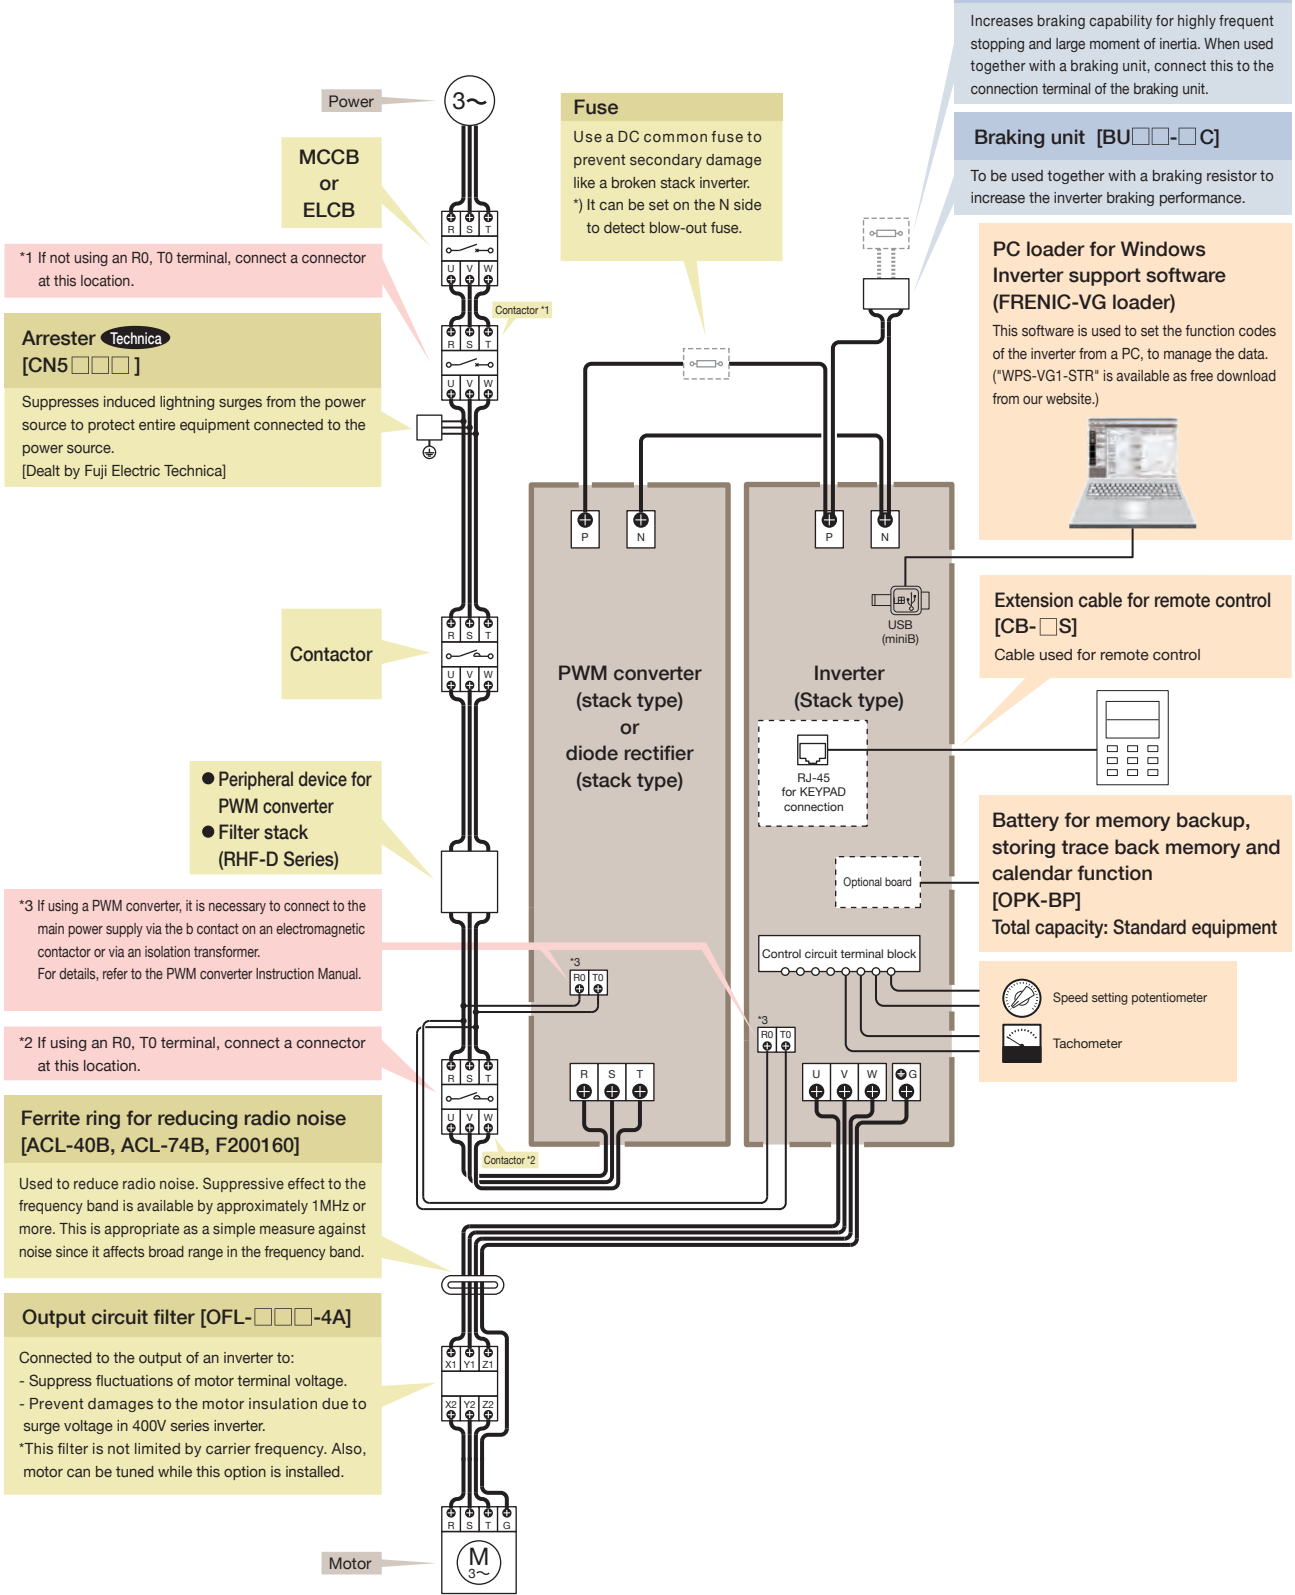 Increases braking capability for highly frequent
stopping and large moment of inertia. When used
together with a braking unit, connect this to the
connection terminal of the braking unit.
Braking unit [BU□□-□C]
To be used together with a braking resistor to
increase the inverter braking performance.
Power
3~
MCCB
or
ELCB
R S T
U V W
*1 If not using an R0, T0 terminal, connect a connector
at this location.
Contactor *1
R S T
U V W
Fuse
Use a DC common fuse to
prevent secondary damage
like a broken stack inverter.
*) It can be set on the N side
to detect blow-out fuse.
Arrester Technica
[CN5□□□]
Suppresses induced lightning surges from the power
source to protect entire equipment connected to the
power source.
[Dealt by Fuji Electric Technica]
PC loader for Windows
Inverter support software
(FRENIC-VG loader)
This software is used to set the function codes
of the inverter from a PC, to manage the data.
("WPS-VG1-STR" is available as free download
from our website.)
P N
P N
USB
(miniB)
Extension cable for remote control
[CB-□S]
Cable used for remote control
Contactor
R S T
U V W
PWM converter
(stack type)
or
diode rectifier
(stack type)
Inverter
(Stack type)
RJ-45
for KEYPAD
connection
● Peripheral device for
PWM converter
● Filter stack
(RHF-D Series)
Optional board
Battery for memory backup,
storing trace back memory and
calendar function
[OPK-BP]
Total capacity: Standard equipment
*3 If using a PWM converter, it is necessary to connect to the
main power supply via the b contact on an electromagnetic
contactor or via an isolation transformer.
For details, refer to the PWM converter Instruction Manual.
Control circuit terminal block
*3
R0 T0
*3
R0 T0
Speed setting potentiometer
Tachometer
*2 If using an R0, T0 terminal, connect a connector
at this location.
R S T
U V W
Contactor *2
R S T
U V W G
Ferrite ring for reducing radio noise
[ACL-40B, ACL-74B, F200160]
Used to reduce radio noise. Suppressive effect to the
frequency band is available by approximately 1MHz or
more. This is appropriate as a simple measure against
noise since it affects broad range in the frequency band.
Output circuit filter [OFL-□□□-4A]
Connected to the output of an inverter to:
- Suppress fluctuations of motor terminal voltage.
- Prevent damages to the motor insulation due to
surge voltage in 400V series inverter.
*This filter is not limited by carrier frequency. Also,
motor can be tuned while this option is installed.
X1 Y1 Z1
X2 Y2 Z2
R S T G
Motor
M
3~